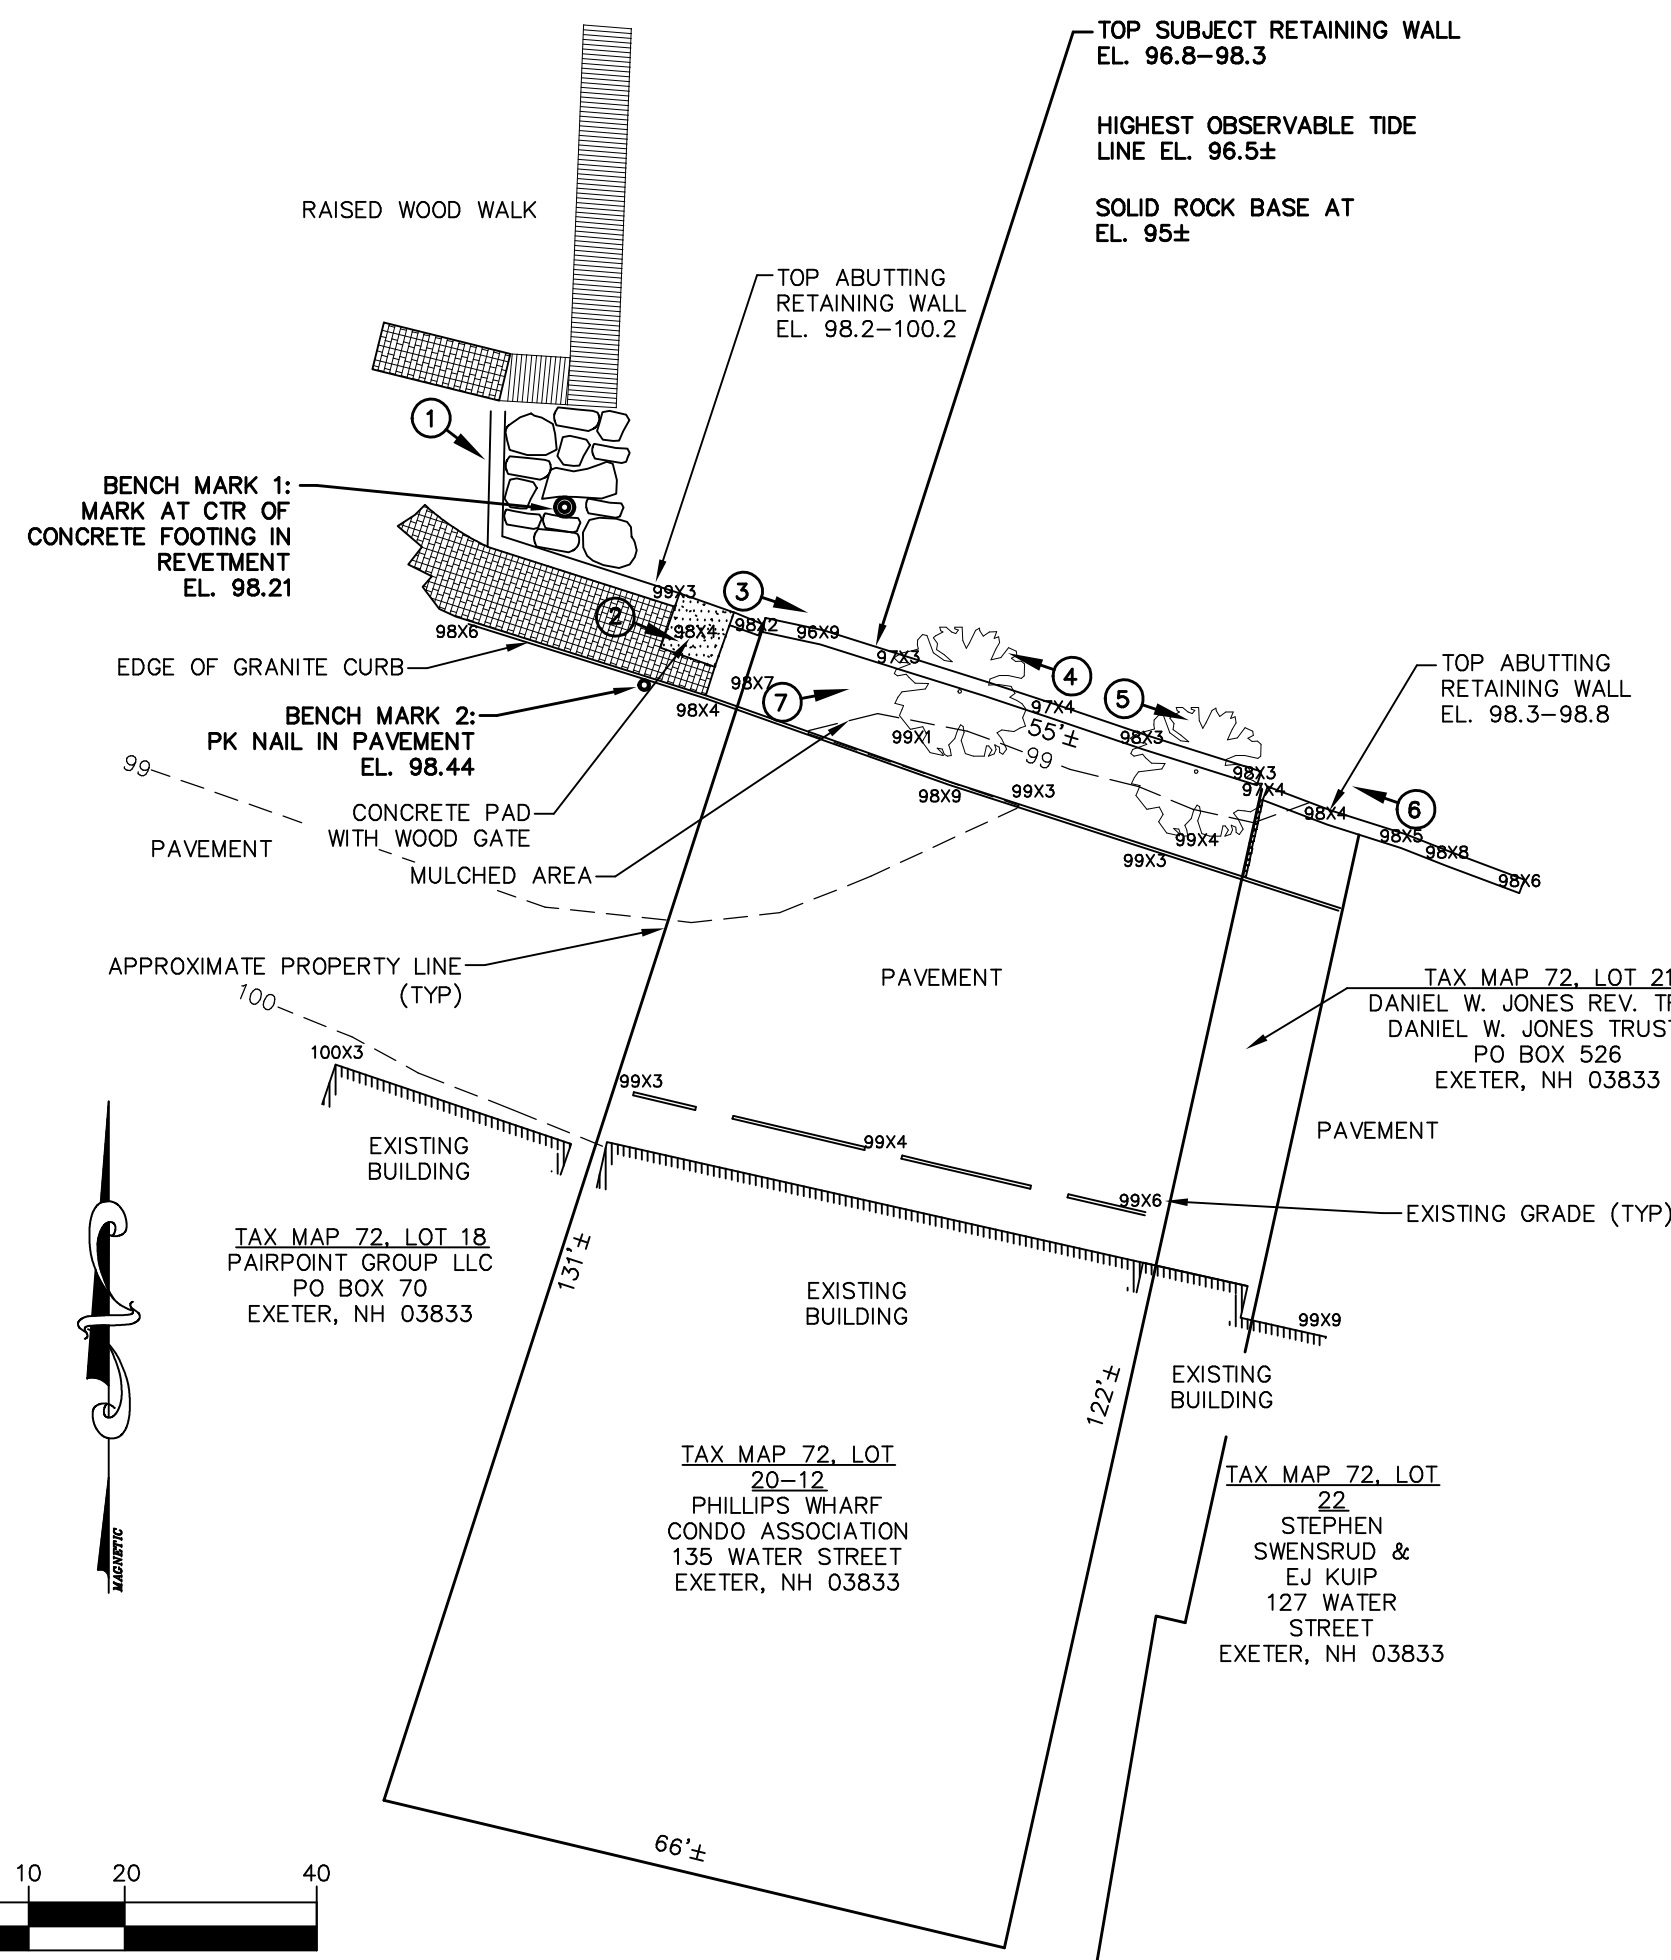 TOP SUBJECT RETAINING WALL
EL. 96.8–98.3
HIGHEST OBSERVABLE TIDE
LINE EL. 96.5±
SOLID ROCK BASE AT
EL. 95±
RAISED WOOD WALK
TOP ABUTTING
RETAINING WALL
EL. 98.2–100.2
1
BENCH MARK 1:
MARK AT CTR OF
CONCRETE FOOTING IN
REVETMENT
EL. 98.21
99X3
3
2
98X6
98X4
98X2
96X9
EDGE OF GRANITE CURB
97X3
4
TOP ABUTTING
RETAINING WALL
EL. 98.3–98.8
98X7
7
5
98X4
97X4
BENCH MARK 2:
PK NAIL IN PAVEMENT
EL. 98.44
55'±
99X1
98X3
99
99
98X3
97X4
98X9
99X3
6
98X4
CONCRETE PAD
WITH WOOD GATE
99X4
98X5
PAVEMENT
99X3
98X8
MULCHED AREA
98X6
APPROXIMATE PROPERTY LINE
(TYP)
PAVEMENT
TAX MAP 72, LOT 21
DANIEL W. JONES REV.
DANIEL W. JONES
PO BOX 526
EXETER, NH 03833
100
100X3
99X3
PAVEMENT
EXISTING
BUILDING
99X4
99X6
EXISTING GRADE (TYP)
TAX MAP 72, LOT 18
PAIRPOINT GROUP LLC
PO BOX 70
EXETER, NH 03833
131'±
EXISTING
BUILDING
99X9
122'±
EXISTING
BUILDING
TAX MAP 72, LOT
20–12
PHILLIPS WHARF
CONDO ASSOCIATION
135 WATER STREET
EXETER, NH 03833
TAX MAP 72, LOT
22
STEPHEN
SWENSRUD &
EJ KUIP
127 WATER
STREET
EXETER, NH 03833
MAGNETIC
66'±
10 20 40